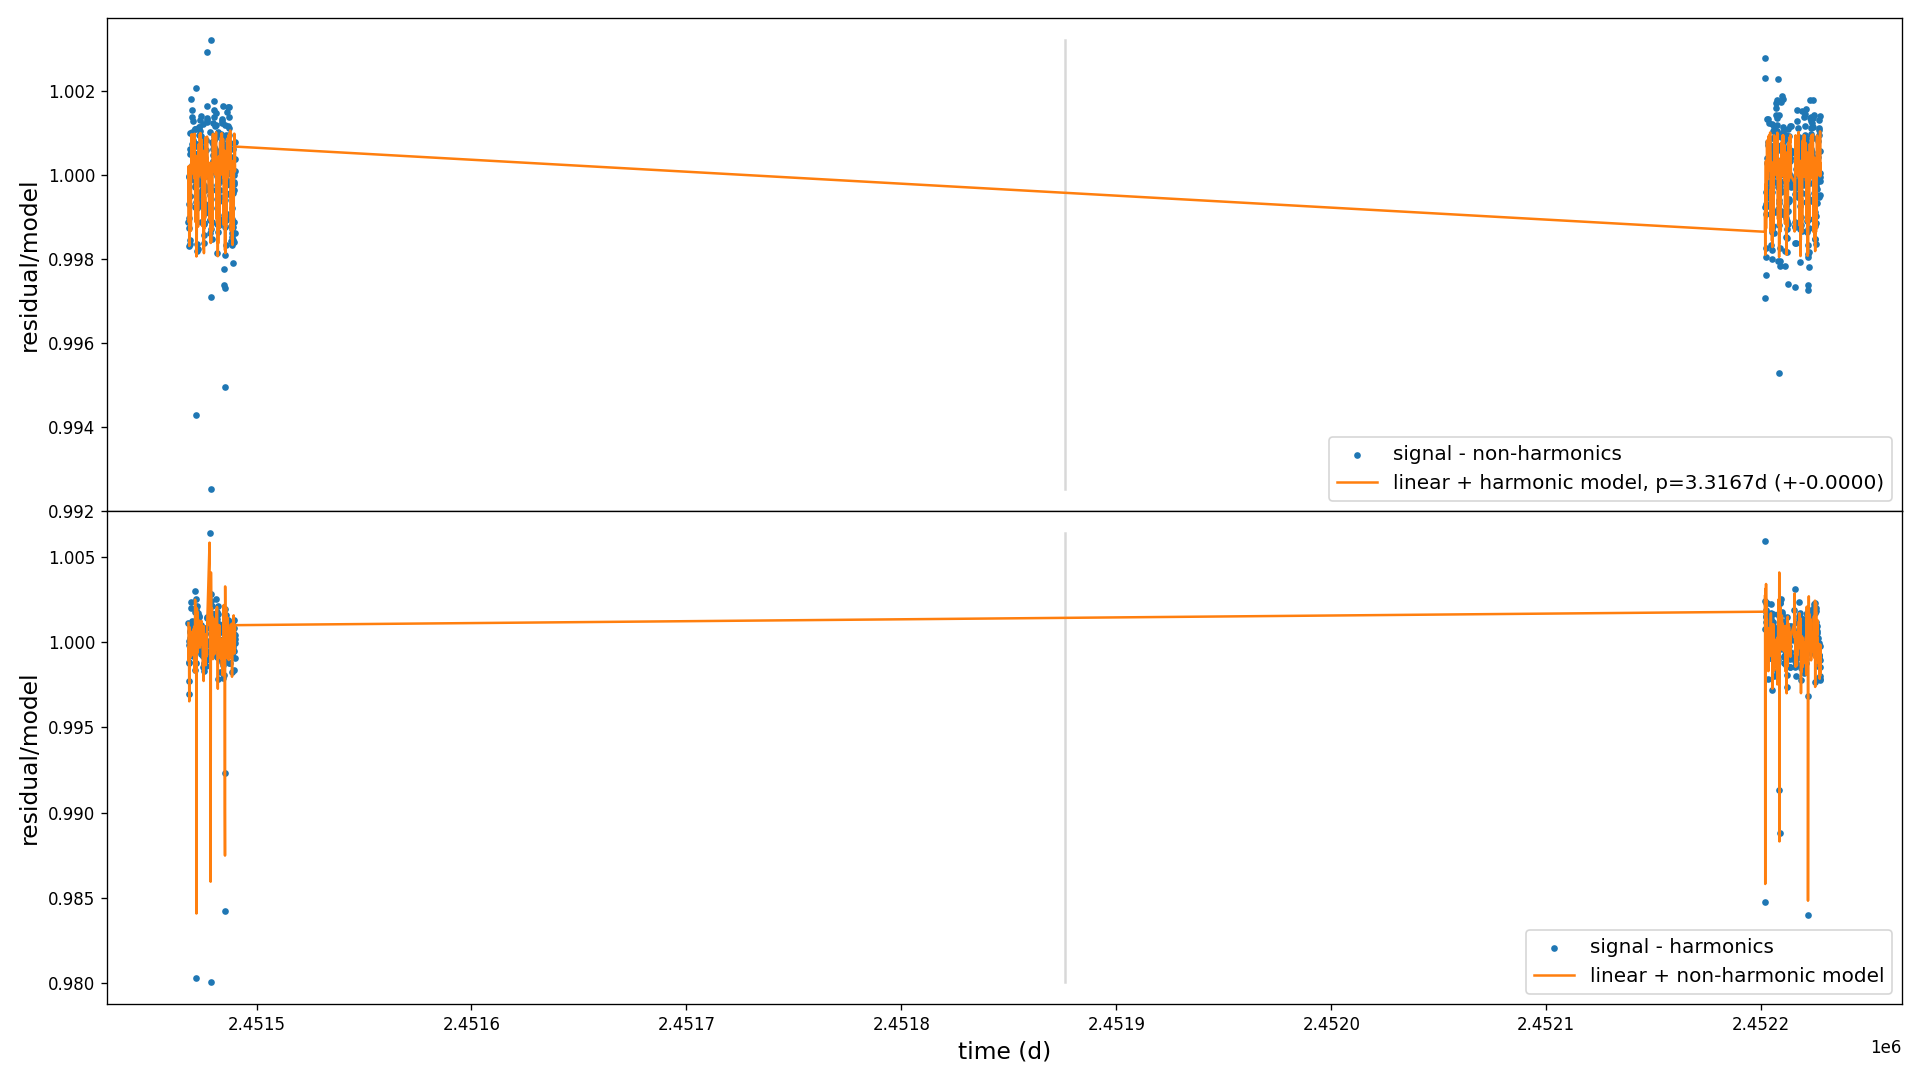 1.002
1.000
0.998
0.996
0.994
0.992
residual/model
signal - non-harmonics
linear + harmonic model, p=3.3167d (+-0.0000)
1.005
1.000
0.995
0.990
0.985
0.980
residual/model
signal - harmonics
linear + non-harmonic model
2.4515 2.4516 2.4517 2.4518 2.4519 2.4520 2.4521 2.4522
1e6
time (d)